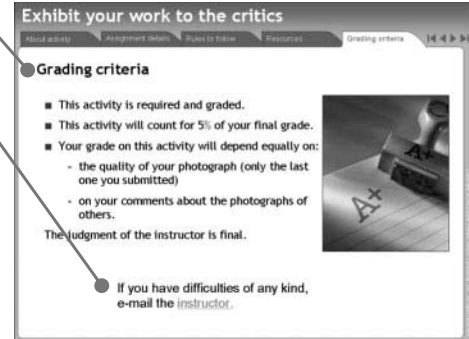 Exhibit your work to the critics
About activity Assignment details Rules to follow Resources Grading criteria
Grading criteria
■ This activity is required and graded.
■ This activity will count for 5% of your final grade.
■ Your grade on this activity will depend equally on:
- the quality of your photograph (only the last
one you submitted)
- on your comments about the photographs of
others.
The judgment of the instructor is final.
A+
A+
If you have difficulties of any kind,
e-mail the instructor.